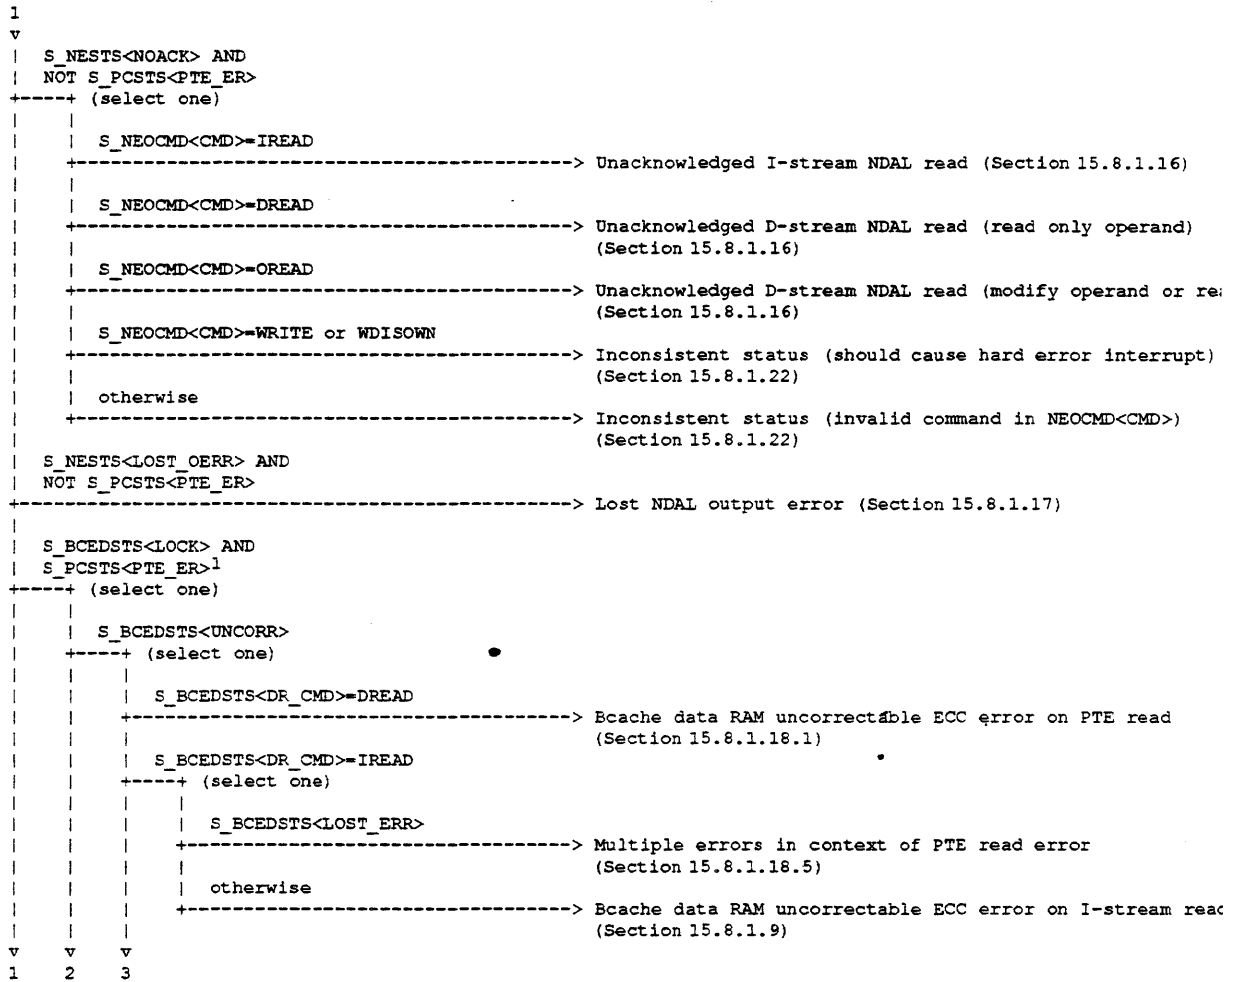 1
v
| S_NESTS<NOACK> AND
| NOT S_PCSTS<PTE_ER>
+----+ (select one)
| |
| | S_NEOCMD<CMD>=IREAD
| +--------------------------------------------> Unacknowledged I-stream NDAL read (Section 15.8.1.16)
| |
| | S_NEOCMD<CMD>=DREAD
| +--------------------------------------------> Unacknowledged D-stream NDAL read (read only operand)
| | (Section 15.8.1.16)
| | S_NEOCMD<CMD>=OREAD
| +--------------------------------------------> Unacknowledged D-stream NDAL read (modify operand or
| | (Section 15.8.1.16)
| | S_NEOCMD<CMD>=WRITE or WDISOWN
| +--------------------------------------------> Inconsistent status (should cause hard error interrupt)
| | (Section 15.8.1.22)
| | otherwise
| +--------------------------------------------> Inconsistent status (invalid command in NEOCMD<CMD>)
| (Section 15.8.1.22)
| S_NESTS<LOST_OERR> AND
| NOT S_PCSTS<PTE_ER>
+-------------------------------------------------> Lost NDAL output error (Section 15.8.1.17)
|
| S_BCEDSTS<LOCK> AND
| S_PCSTS<PTE_ER>1
+----+ (select one)
| |
| | S_BCEDSTS<UNCORR>
| +----+ (select one)
| | |
| | | S_BCEDSTS<DR_CMD>=DREAD
| | +---------------------------------------> Bcache data RAM uncorrectable ECC error on PTE read
| | | (Section 15.8.1.18.1)
| | | S_BCEDSTS<DR_CMD>=IREAD
| | +----+ (select one)
| | | |
| | | | S_BCEDSTS<LOST_ERR>
| | | +----------------------------------> Multiple errors in context of PTE read error
| | | | (Section 15.8.1.18.5)
| | | | otherwise
| | | +----------------------------------> Bcache data RAM uncorrectable ECC error on I-stream
| | | (Section 15.8.1.9)
v v v
1 2 3